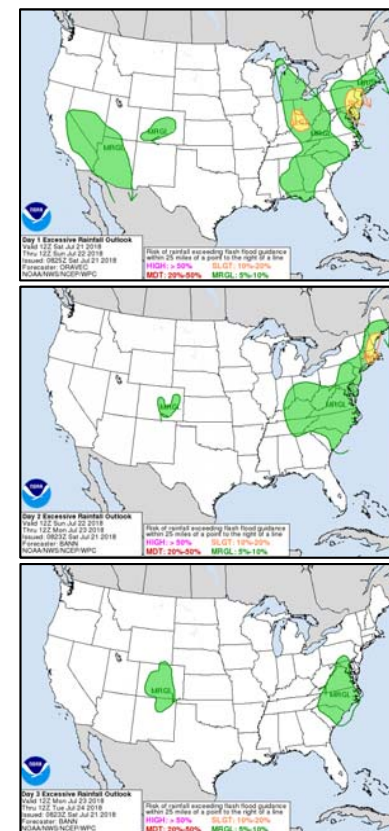 MRGL
MRGL
MRGL
MRGL
noaa
Day 1 Excessive Rainfall Outlook
Valid 12Z Sat Jul 21 2018
Thru 12Z Sun Jul 22 2018
Issued: 0825Z Sat Jul 21 2018
Forecaster: ORAVEC
NOAA/NWS/NCEP/WPC
Risk of rainfall exceeding flash flood guidance
within 25 miles of a point to the right of a line
HIGH: > 50% SLGT: 10%-20%
MDT: 20%-50% MRGL: 5%-10%
MRGL
MRGL
noaa
Day 2 Excessive Rainfall Outlook
Valid 12Z Sun Jul 22 2018
Thru 12Z Mon Jul 23 2018
Issued: 0823Z Sat Jul 21 2018
Forecaster: BANN
NOAA/NWS/NCEP/WPC
Risk of rainfall exceeding flash flood guidance
within 25 miles of a point to the right of a line
HIGH: > 50% SLGT: 10%-20%
MDT: 20%-50% MRGL: 5%-10%
MRGL
MRGL
noaa
Day 3 Excessive Rainfall Outlook
Valid 12Z Mon Jul 23 2018
Thru 12Z Tue Jul 24 2018
Issued: 0823Z Sat Jul 21 2018
Forecaster: BANN
NOAA/NWS/NCEP/WPC
Risk of rainfall exceeding flash flood guidance
within 25 miles of a point to the right of a line
HIGH: > 50% SLGT: 10%-20%
MDT: 20%-50% MRGL: 5%-10%